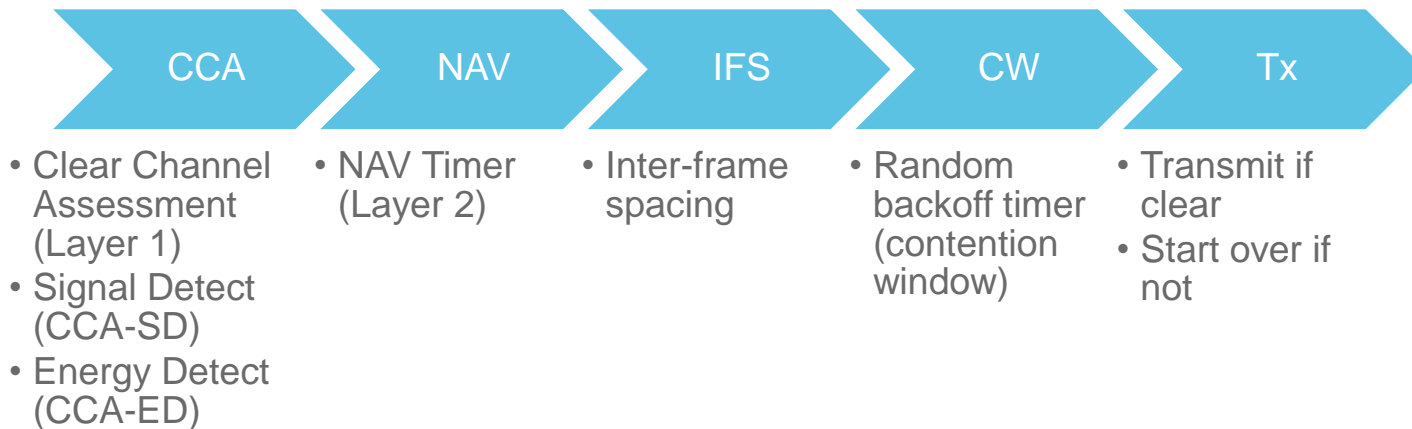 CCA
NAV
IFS
CW
Tx
• Clear Channel
Assessment
(Layer 1)
• Signal Detect
(CCA-SD)
• Energy Detect
(CCA-ED)
• NAV Timer
(Layer 2)
• Inter-frame
spacing
• Random
backoff timer
(contention
window)
• Transmit if
clear
• Start over if
not